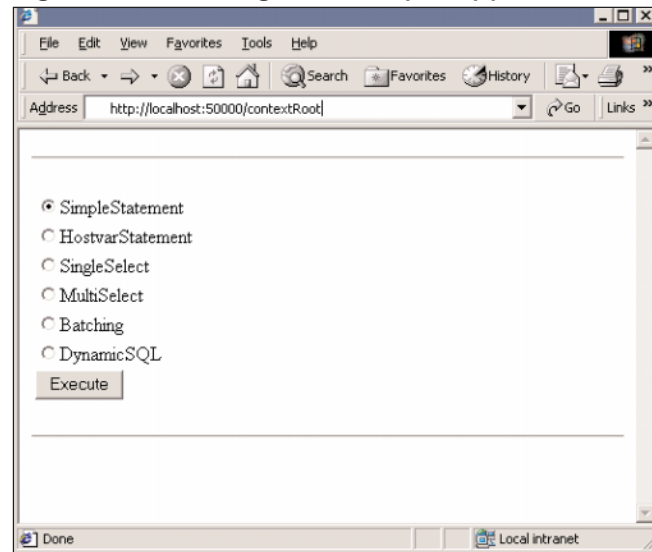 File Edit View Favorites Tools Help
Back Search Favorites History »
Address http://localhost:50000/contextRoot Go Links »
SimpleStatement
HostvarStatement
SingleSelect
MultiSelect
Batching
DynamicSQL
Execute
Done Local intranet